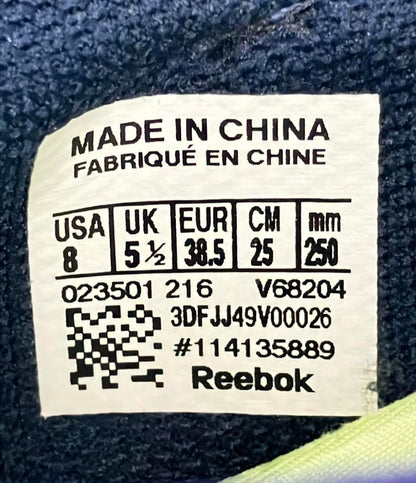 MADE IN CHINA
FABRIQUÉ EN CHINE
USA UK EUR CM mm
8 5 ½ 38.5 25 250
023501 216 V68204
3DFJJ49V00026
#114135889
Reebok